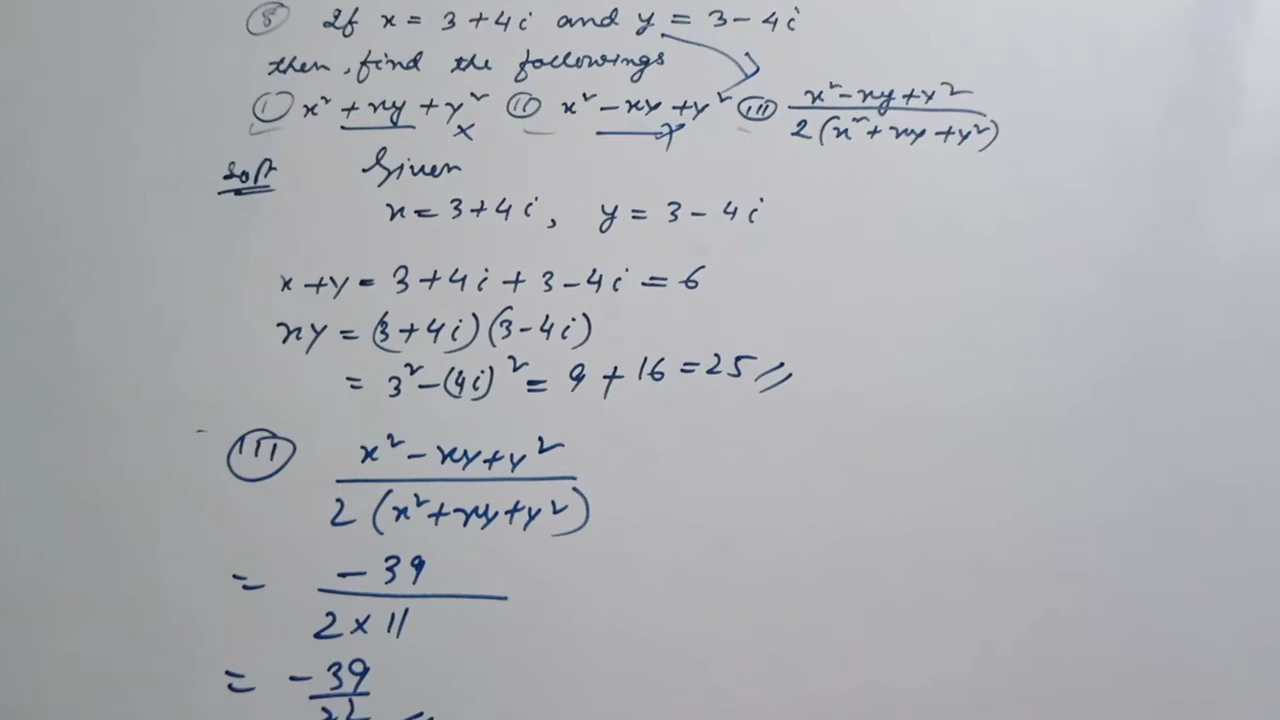 ⑧ If x = 3 + 4i and y = 3 - 4i
then, find the followings
(i) x² + xy + y² (ii) x² - xy + y² (iii) (x² - xy + y²) / 2(x² + xy + y²)
Solⁿ Given
x = 3 + 4i, y = 3 - 4i
x + y = 3 + 4i + 3 - 4i = 6
xy = (3 + 4i)(3 - 4i)
= 3² - (4i)² = 9 + 16 = 25
(iii) (x² - xy + y²) / 2(x² + xy + y²)
= -39 / 2 × 11
= -39 / 22